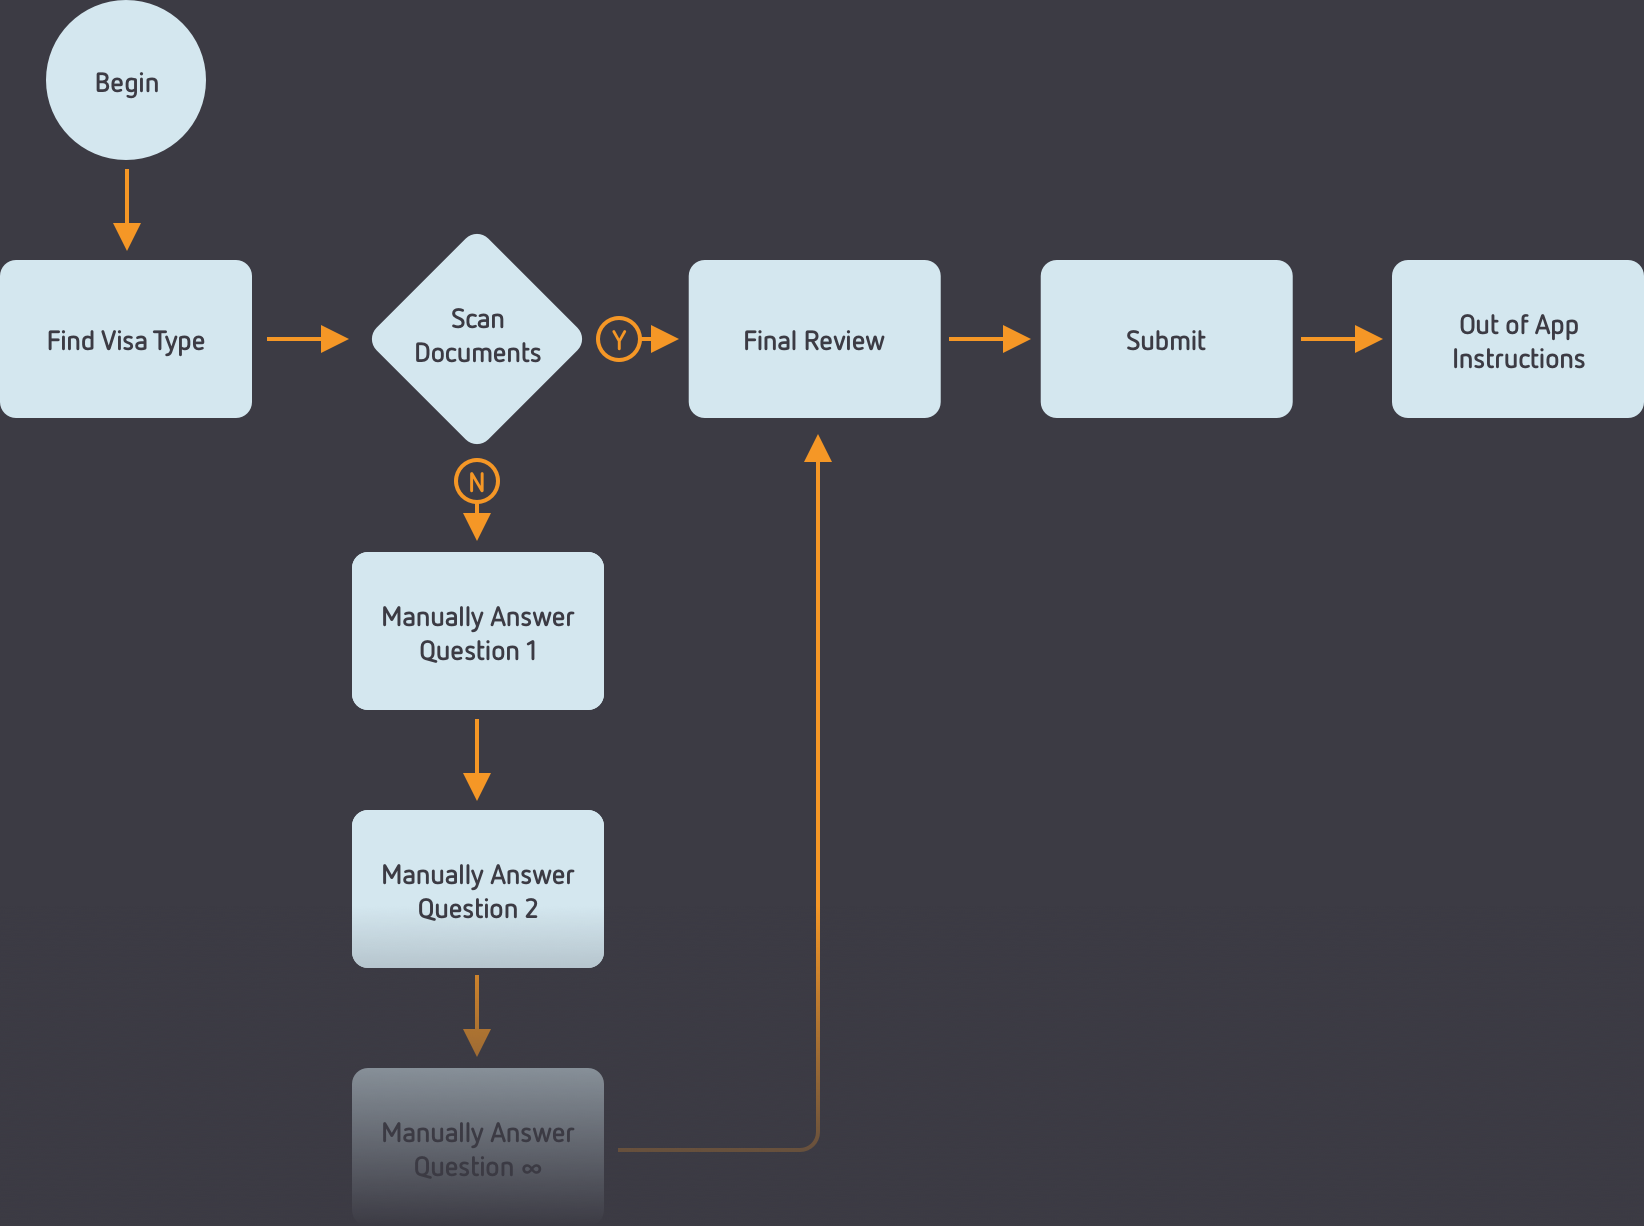 Begin
Find Visa Type
Scan
Documents
Y
Final Review
Submit
Out of App
Instructions
N
Manually Answer
Question 1
Manually Answer
Question 2
Manually Answer
Question ∞